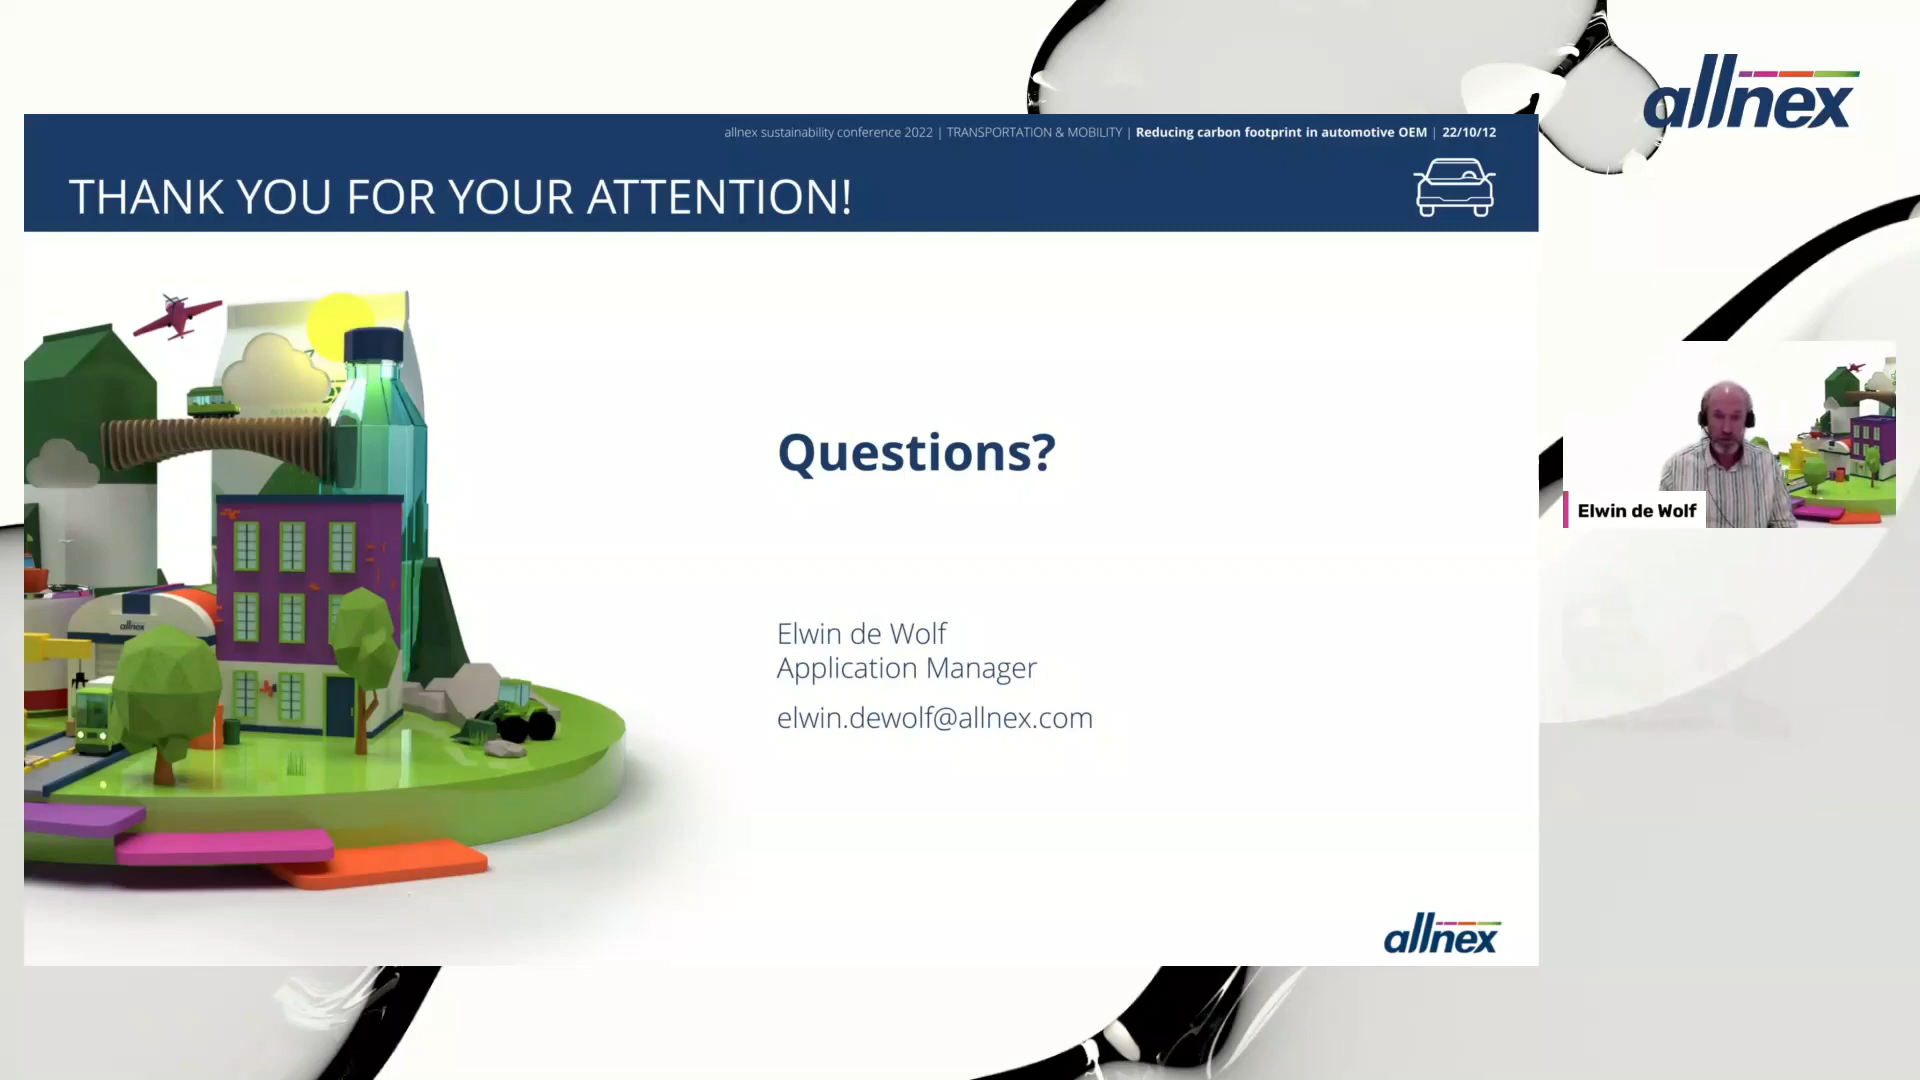 allnex
allnex sustainability conference 2022 | TRANSPORTATION & MOBILITY | Reducing carbon footprint in automotive OEM | 22/10/12
THANK YOU FOR YOUR ATTENTION!
Questions?
Elwin de Wolf
Application Manager
elwin.dewolf@allnex.com
allnex
allnex
Elwin de Wolf